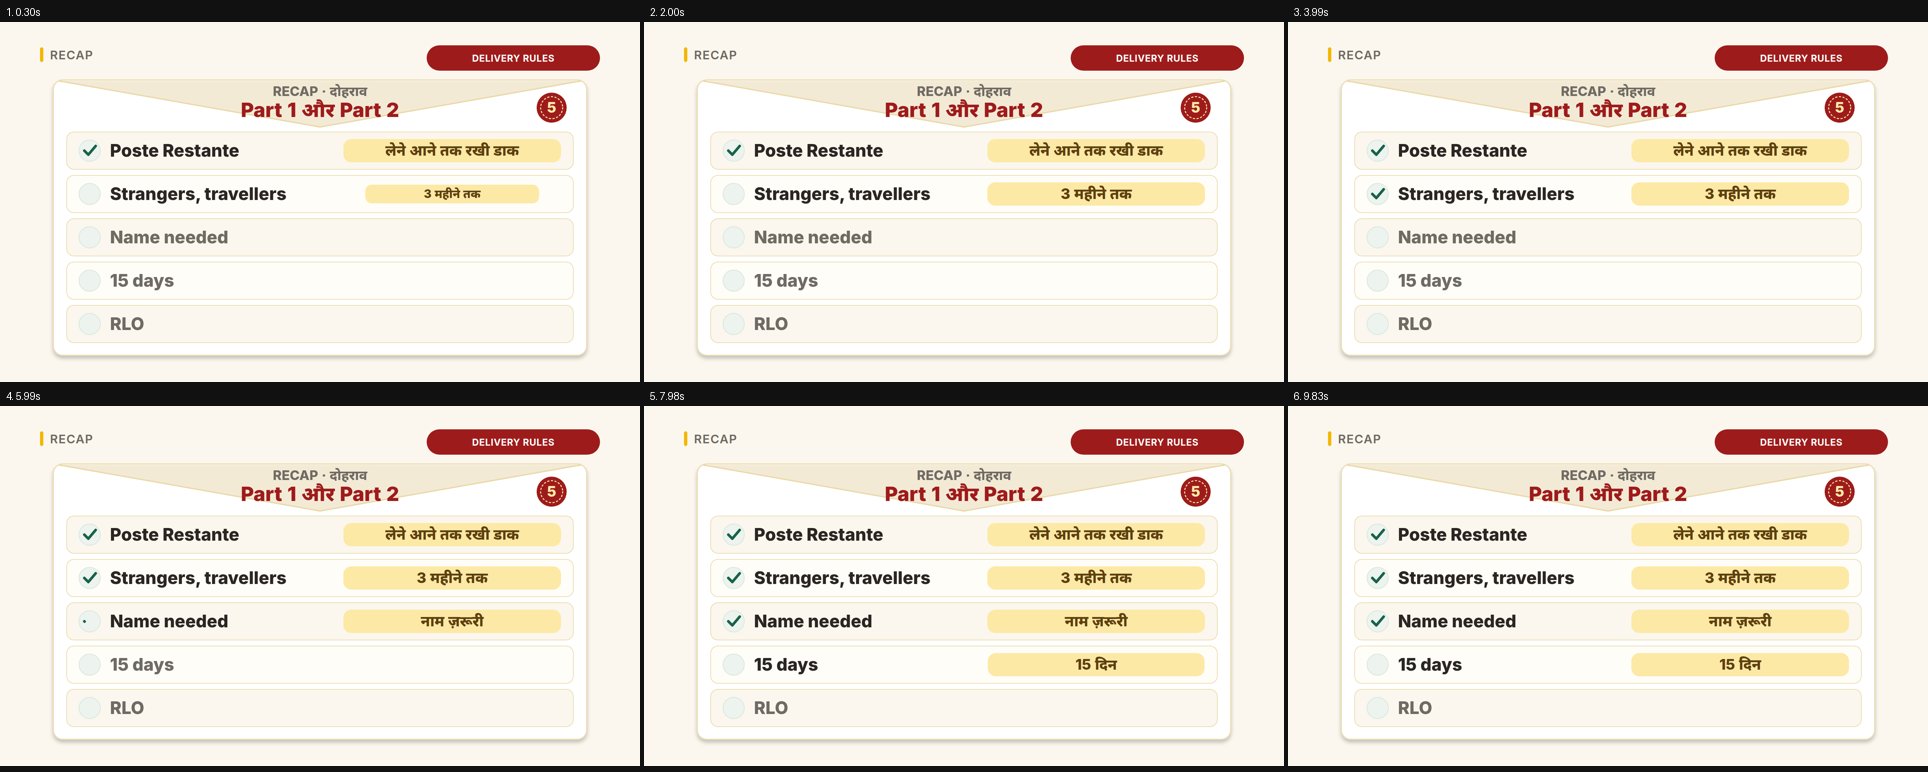 1. 0.30s
RECAP
DELIVERY RULES
RECAP · दोहराव
Part 1 और Part 2
5
Poste Restante लेने आने तक रखी डाक
Strangers, travellers 3 महीने तक
Name needed
15 days
RLO
2. 2.00s
RECAP
DELIVERY RULES
RECAP · दोहराव
Part 1 और Part 2
5
Poste Restante लेने आने तक रखी डाक
Strangers, travellers 3 महीने तक
Name needed
15 days
RLO
3. 3.99s
RECAP
DELIVERY RULES
RECAP · दोहराव
Part 1 और Part 2
5
Poste Restante लेने आने तक रखी डाक
Strangers, travellers 3 महीने तक
Name needed
15 days
RLO
4. 5.99s
RECAP
DELIVERY RULES
RECAP · दोहराव
Part 1 और Part 2
5
Poste Restante लेने आने तक रखी डाक
Strangers, travellers 3 महीने तक
Name needed नाम ज़रूरी
15 days
RLO
5. 7.98s
RECAP
DELIVERY RULES
RECAP · दोहराव
Part 1 और Part 2
5
Poste Restante लेने आने तक रखी डाक
Strangers, travellers 3 महीने तक
Name needed नाम ज़रूरी
15 days 15 दिन
RLO
6. 9.83s
RECAP
DELIVERY RULES
RECAP · दोहराव
Part 1 और Part 2
5
Poste Restante लेने आने तक रखी डाक
Strangers, travellers 3 महीने तक
Name needed नाम ज़रूरी
15 days 15 दिन
RLO